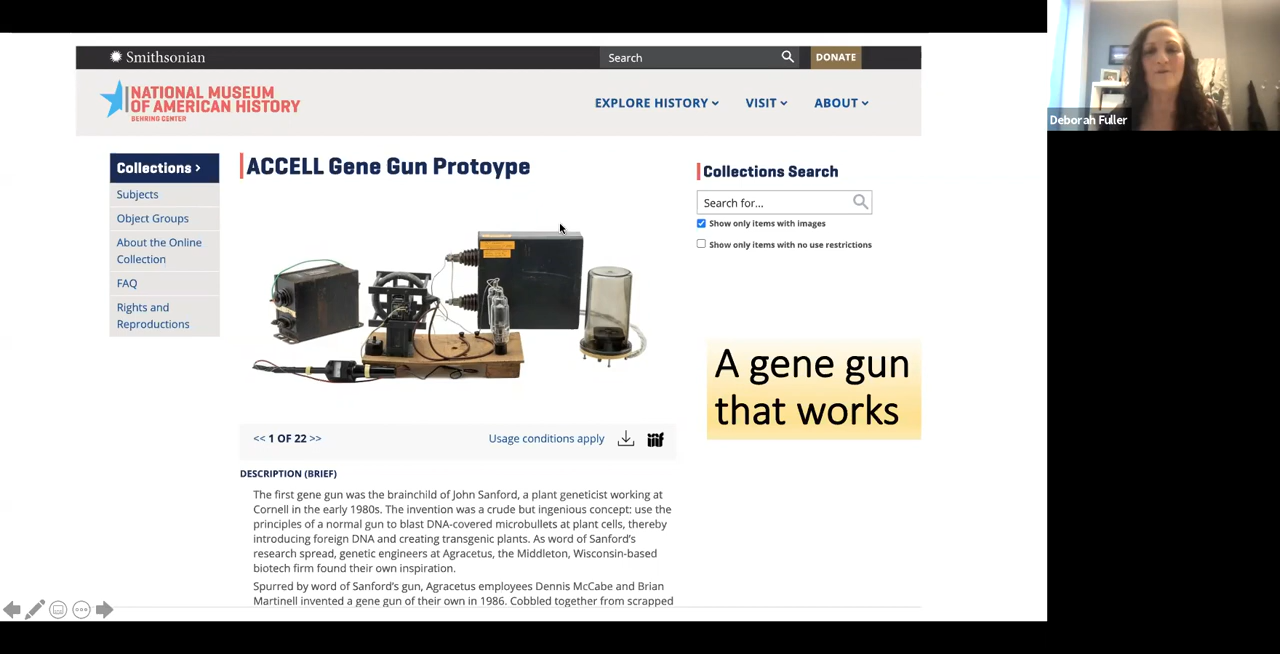 Smithsonian
Search
DONATE
NATIONAL MUSEUM
OF AMERICAN HISTORY
BEHRING CENTER
EXPLORE HISTORY
VISIT
ABOUT
Collections >
Subjects
Object Groups
About the Online
Collection
FAQ
Rights and
Reproductions
ACCELL Gene Gun Protoype
<< 1 OF 22 >>
Usage conditions apply
DESCRIPTION (BRIEF)
The first gene gun was the brainchild of John Sanford, a plant geneticist working at
Cornell in the early 1980s. The invention was a crude but ingenious concept: use the
principles of a normal gun to blast DNA-covered microbullets at plant cells, thereby
introducing foreign DNA and creating transgenic plants. As word of Sanford's
research spread, genetic engineers at Agracetus, the Middleton, Wisconsin-based
biotech firm found their own inspiration.
Spurred by word of Sanford's gun, Agracetus employees Dennis McCabe and Brian
Martinell invented a gene gun of their own in 1986. Cobbled together from scrapped
Collections Search
Search for...
Show only items with images
Show only items with no use restrictions
A gene gun
that works
Deborah Fuller